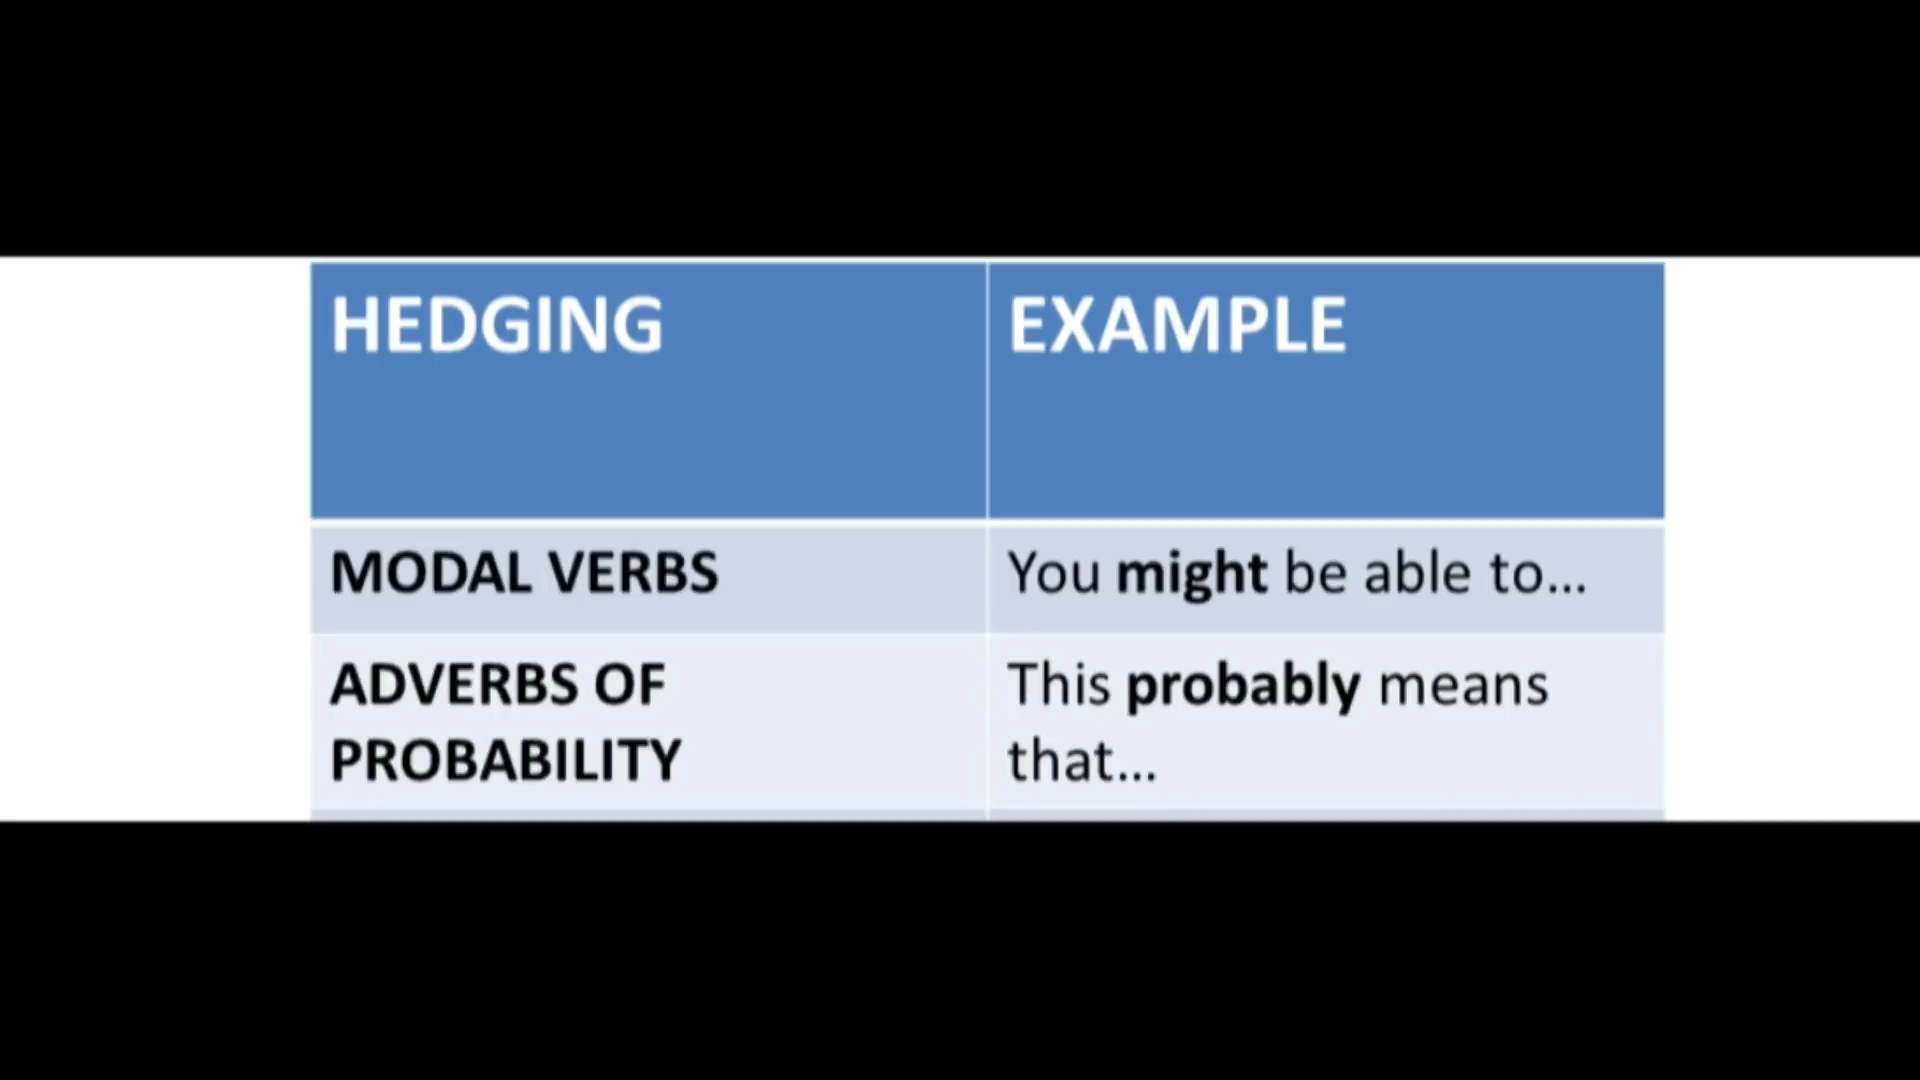 HEDGING
EXAMPLE
MODAL VERBS
You might be able to...
ADVERBS OF
PROBABILITY
This probably means
that...